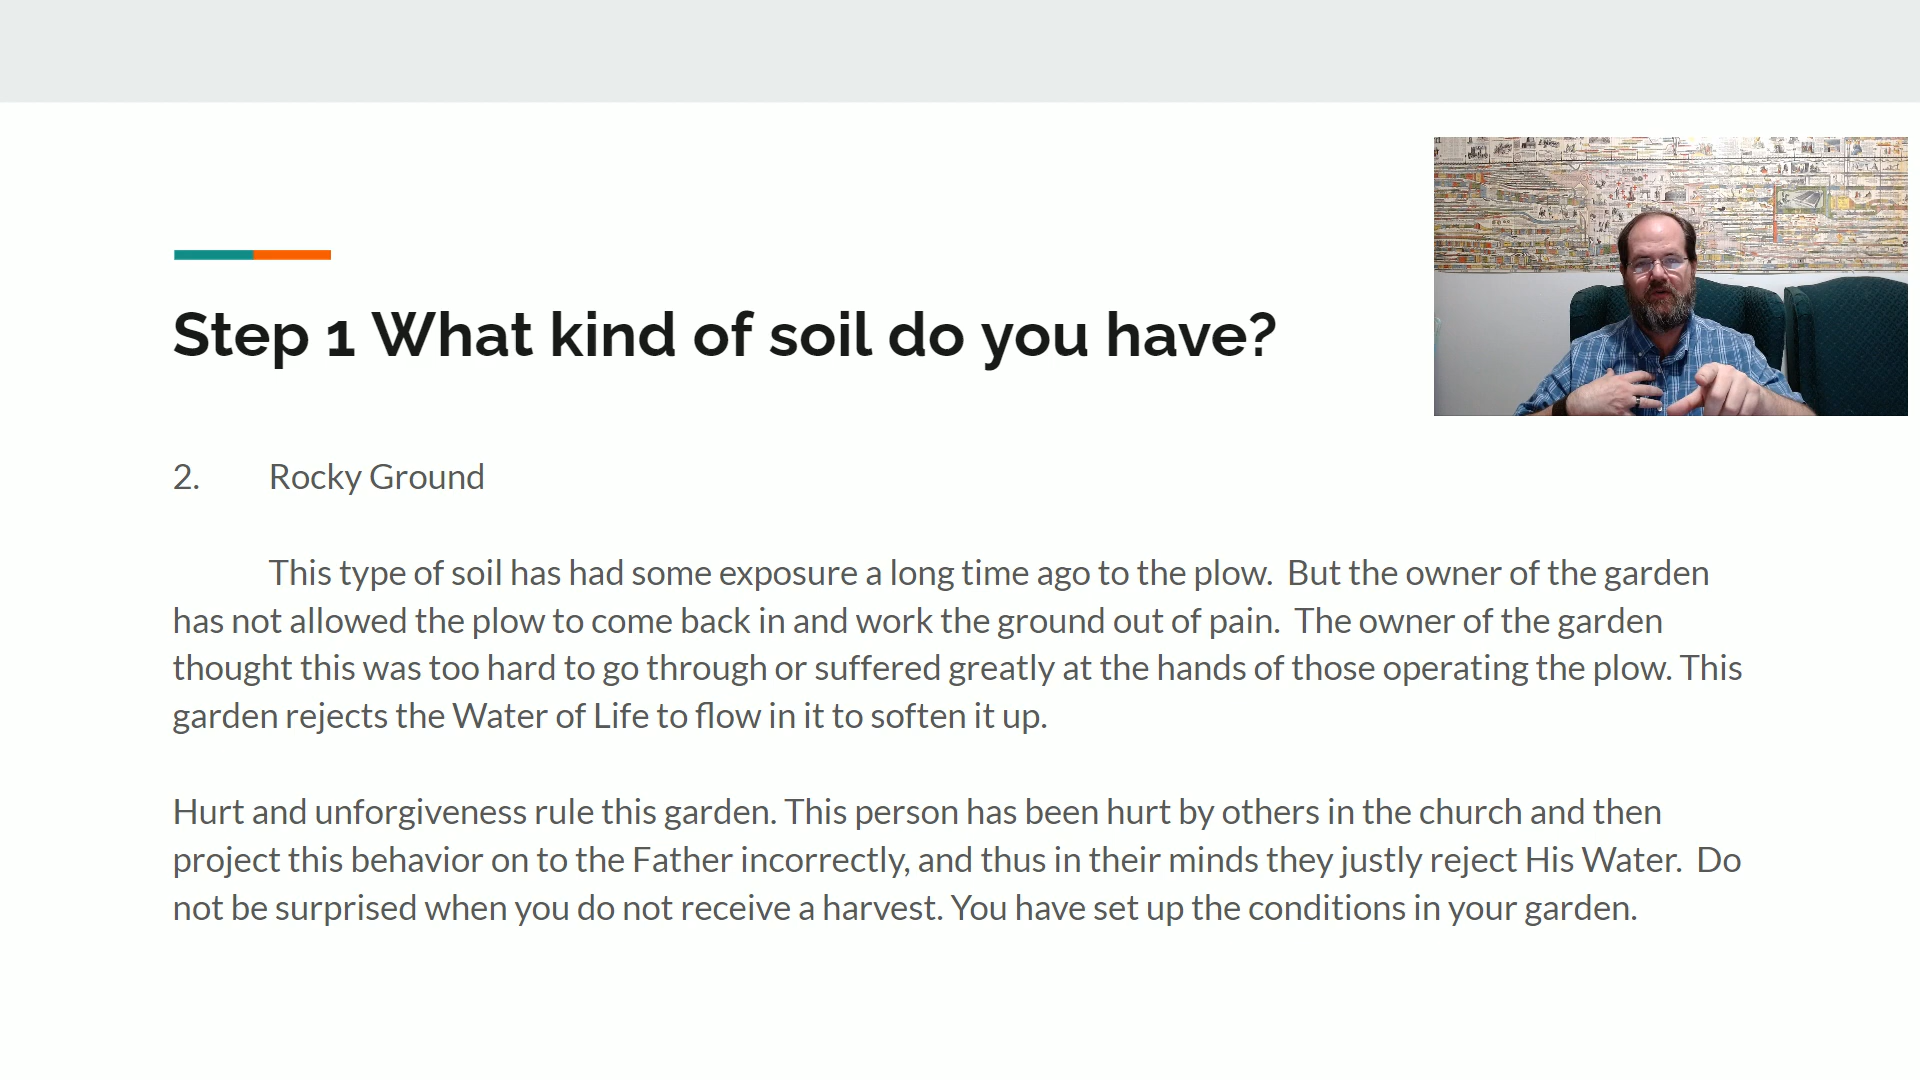 Step 1 What kind of soil do you have?
2. Rocky Ground
This type of soil has had some exposure a long time ago to the plow. But the owner of the garden
has not allowed the plow to come back in and work the ground out of pain. The owner of the garden
thought this was too hard to go through or suffered greatly at the hands of those operating the plow. This
garden rejects the Water of Life to flow in it to soften it up.
Hurt and unforgiveness rule this garden. This person has been hurt by others in the church and then
project this behavior on to the Father incorrectly, and thus in their minds they justly reject His Water. Do
not be surprised when you do not receive a harvest. You have set up the conditions in your garden.